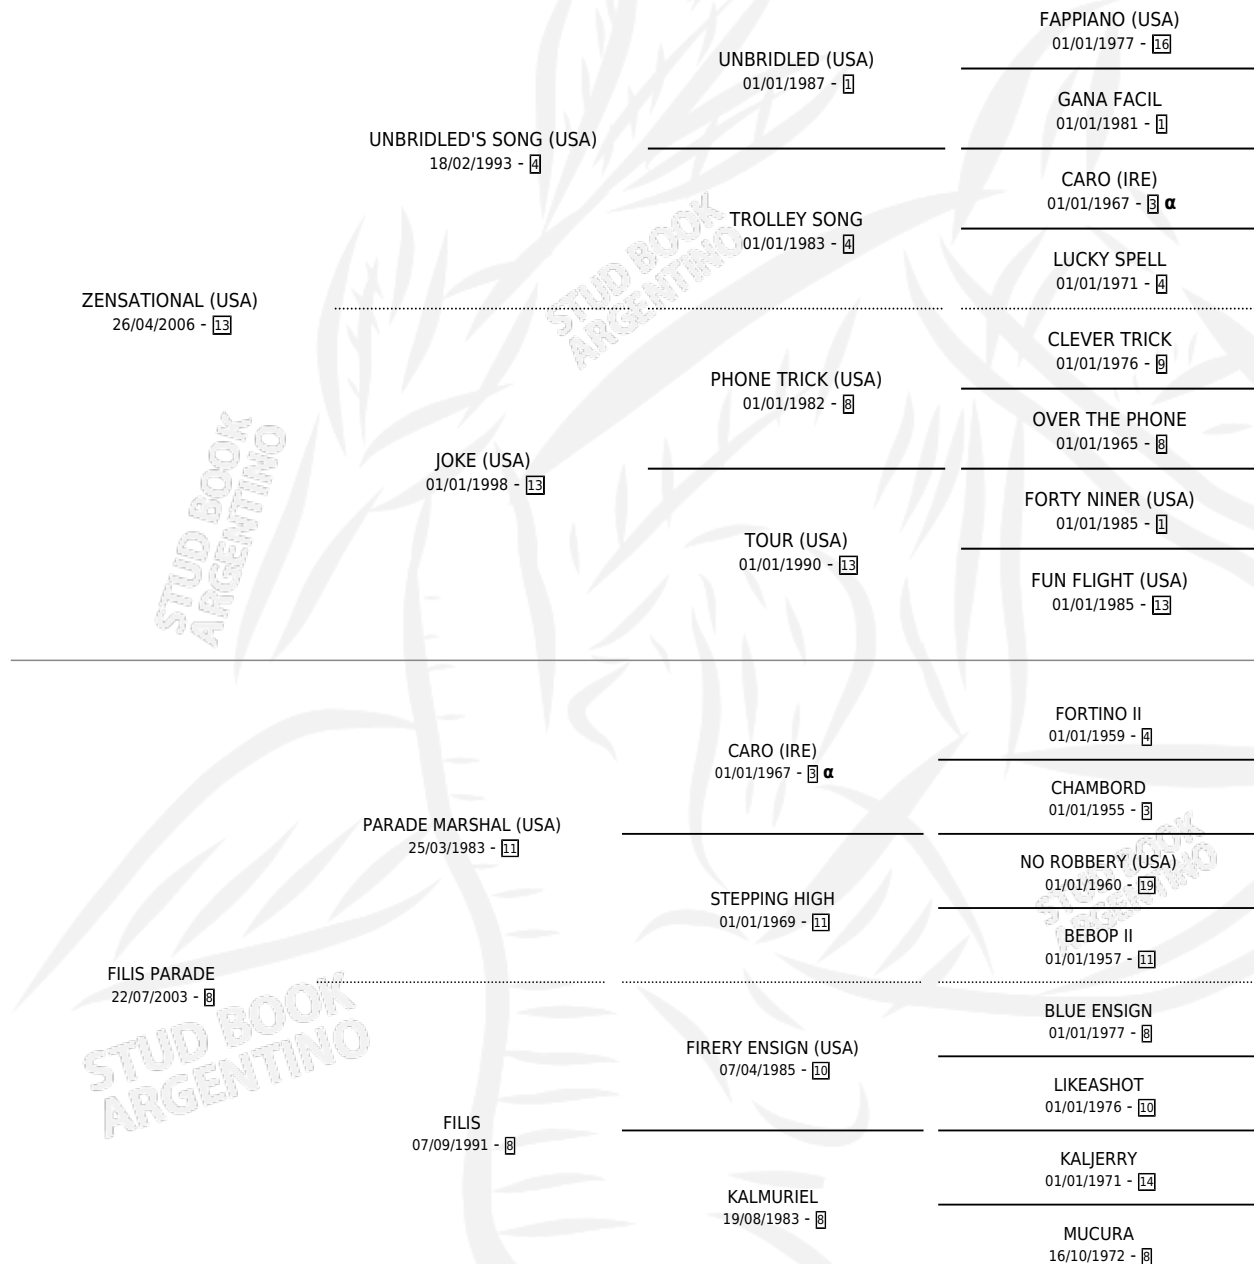 FAPPIANO (USA)
01/01/1977 - 16
UNBRIDLED (USA)
01/01/1987 - 1
GANA FACIL
01/01/1981 - 1
UNBRIDLED'S SONG (USA)
18/02/1993 - 4
CARO (IRE)
01/01/1967 - 3 α
TROLLEY SONG
01/01/1983 - 4
LUCKY SPELL
01/01/1971 - 4
ZENSATIONAL (USA)
26/04/2006 - 13
CLEVER TRICK
01/01/1976 - 9
PHONE TRICK (USA)
01/01/1982 - 8
OVER THE PHONE
01/01/1965 - 8
JOKE (USA)
01/01/1998 - 13
FORTY NINER (USA)
01/01/1985 - 1
TOUR (USA)
01/01/1990 - 13
FUN FLIGHT (USA)
01/01/1985 - 13
STUD BOOK
ARGENTINO
STUD BOOK
ARGENTINO
FORTINO II
01/01/1959 - 4
CARO (IRE)
01/01/1967 - 3 α
CHAMBORD
01/01/1955 - 3
PARADE MARSHAL (USA)
25/03/1983 - 11
NO ROBBERY (USA)
01/01/1960 - 19
STEPPING HIGH
01/01/1969 - 11
BEBOP II
01/01/1957 - 11
FILIS PARADE
22/07/2003 - 8
BLUE ENSIGN
01/01/1977 - 8
FIRERY ENSIGN (USA)
07/04/1985 - 10
LIKEASHOT
01/01/1976 - 10
FILIS
07/09/1991 - 8
KALJERRY
01/01/1971 - 14
KALMURIEL
19/08/1983 - 8
MUCURA
16/10/1972 - 8
STUD BOOK
ARGENTINO
STUD BOOK
ARGENTINO